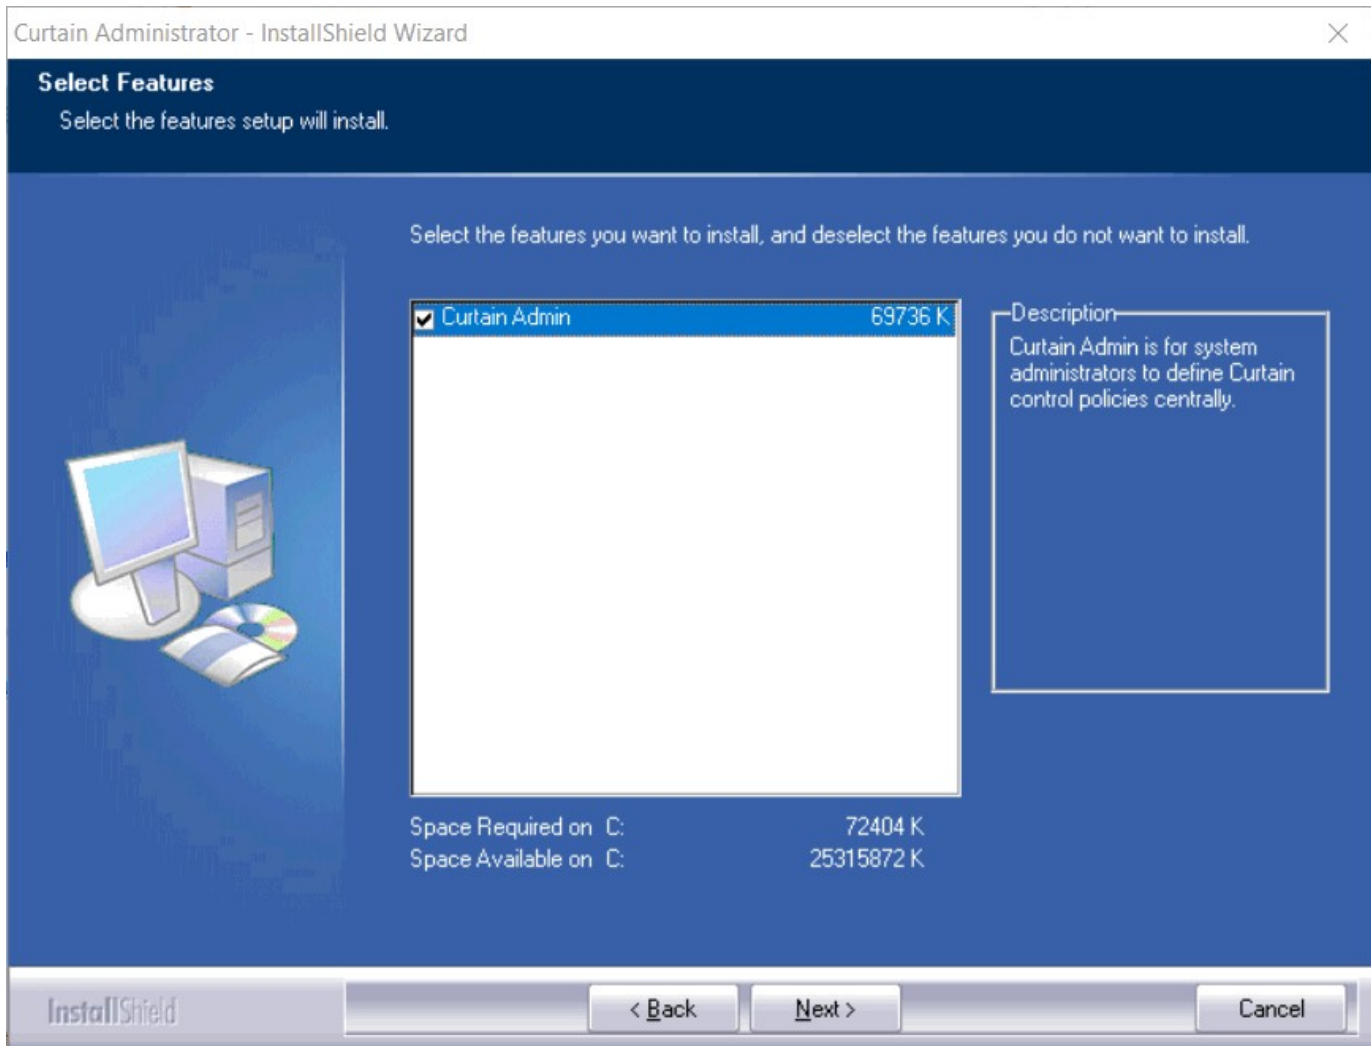 Curtain Administrator - InstallShield Wizard
Select Features
Select the features setup will install.
Select the features you want to install, and deselect the features you do not want to install.
Curtain Admin 69736 K
Description
Curtain Admin is for system
administrators to define Curtain
control policies centrally.
Space Required on C: 72404 K
Space Available on C: 25315872 K
InstallShield
< Back
Next >
Cancel